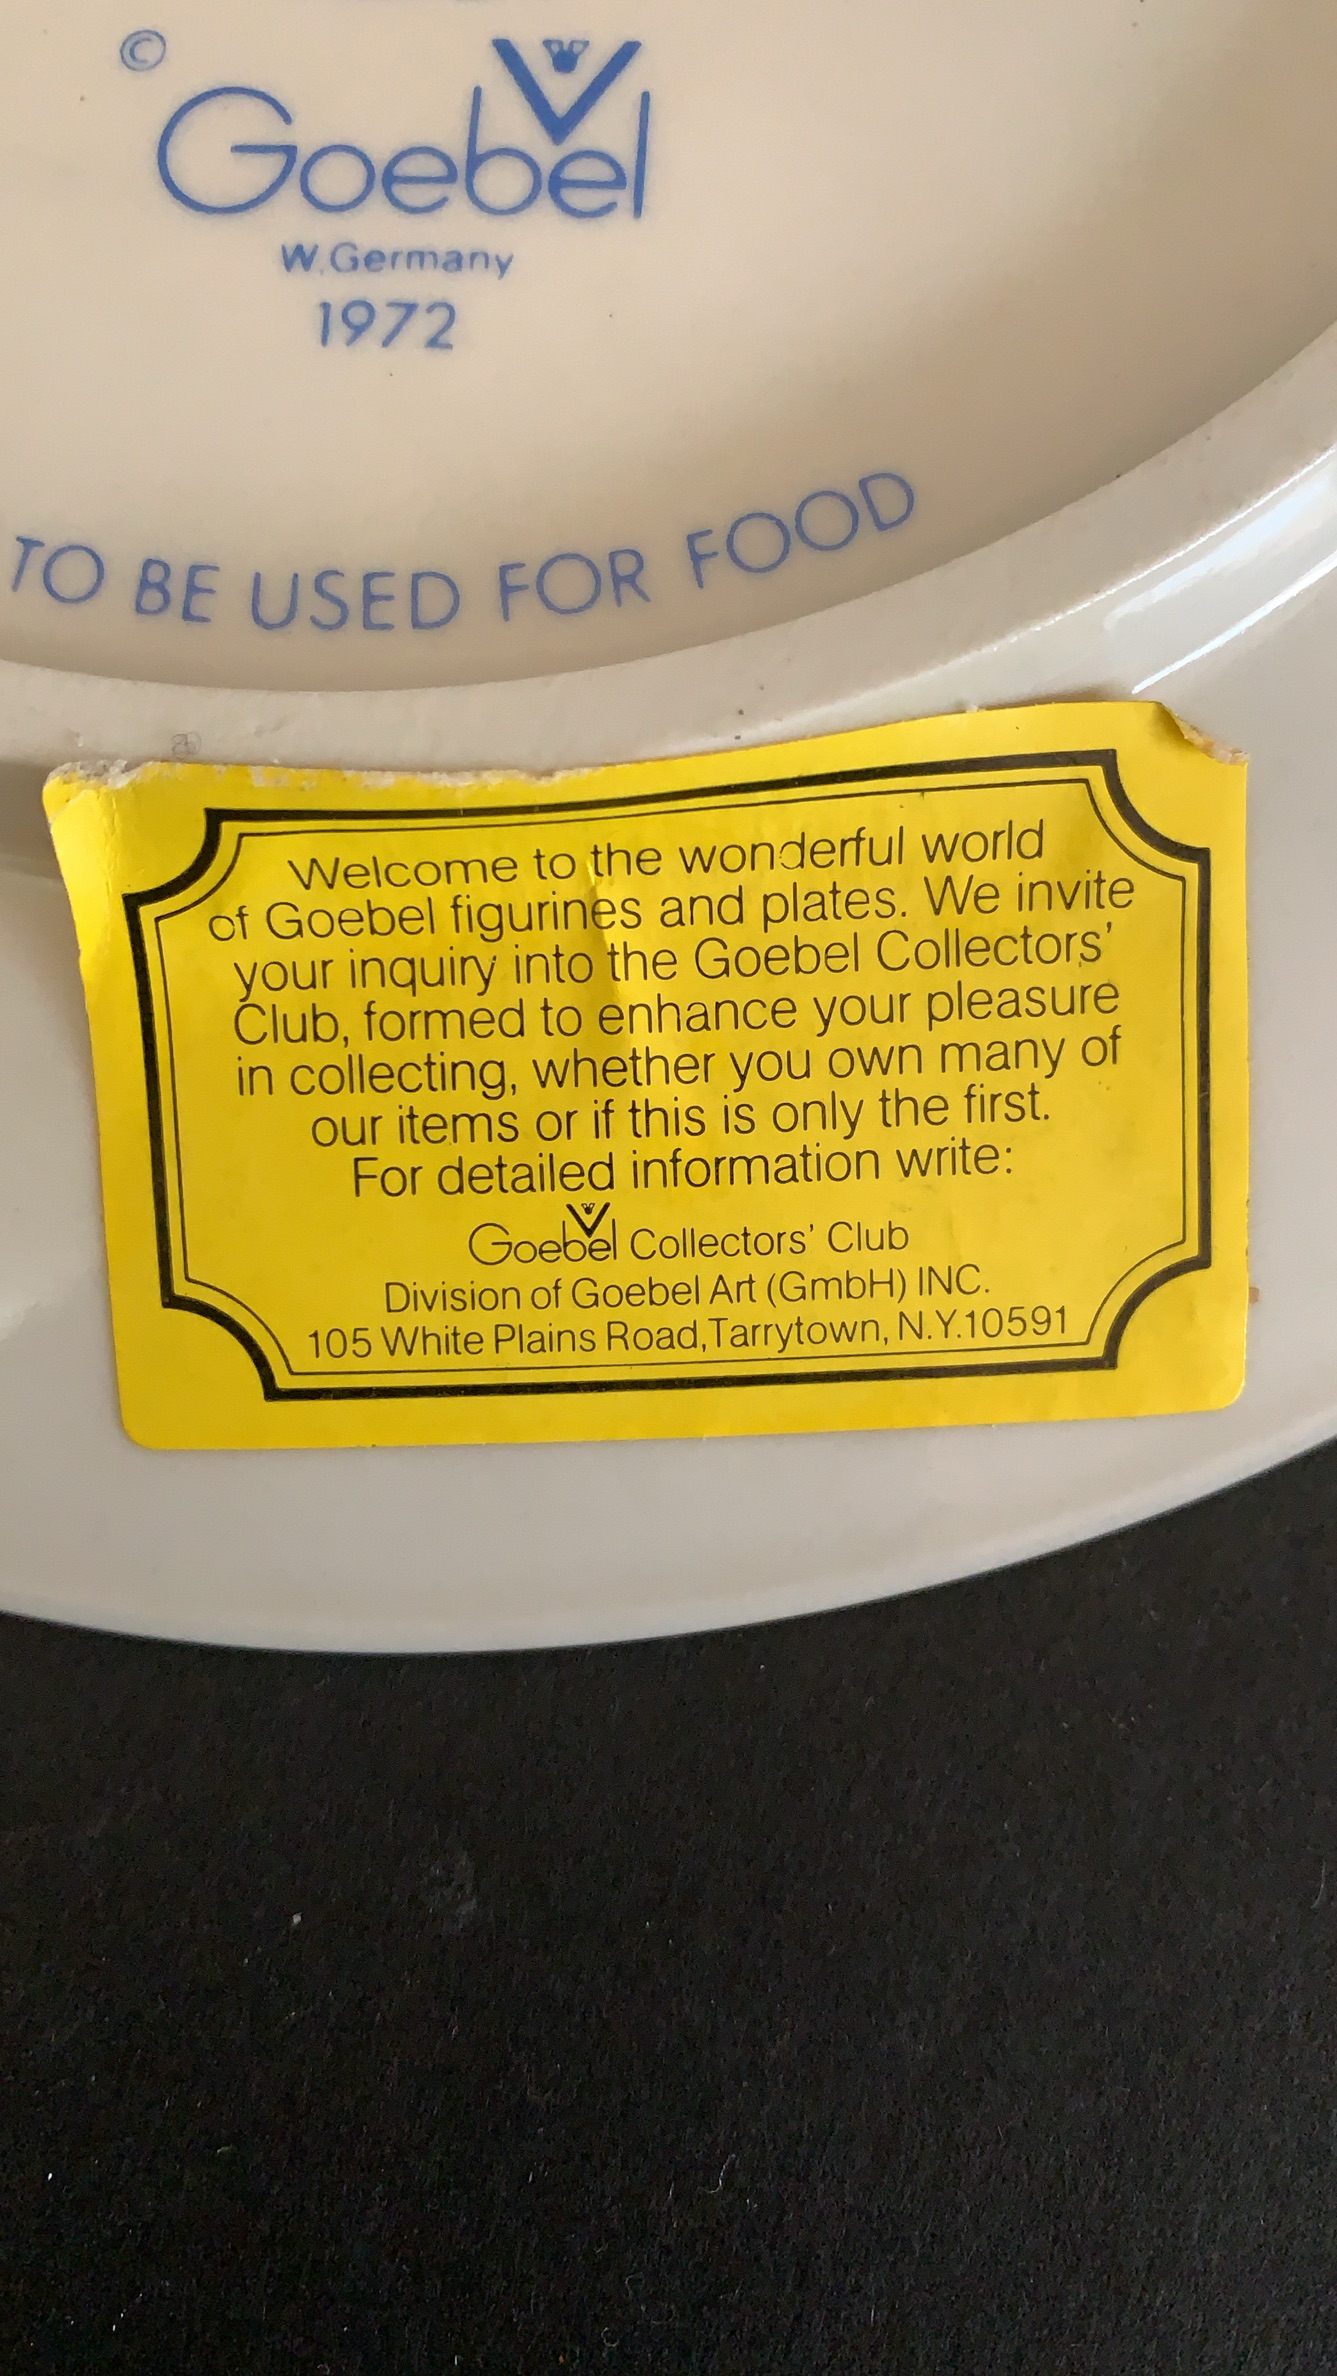 ©
Goebel
W.Germany
1972
TO BE USED FOR FOOD
Welcome to the wonderful world
of Goebel figurines and plates. We invite
your inquiry into the Goebel Collectors'
Club, formed to enhance your pleasure
in collecting, whether you own many of
our items or if this is only the first.
For detailed information write:
Goebel Collectors' Club
Division of Goebel Art (GmbH) INC.
105 White Plains Road, Tarrytown, N.Y.10591